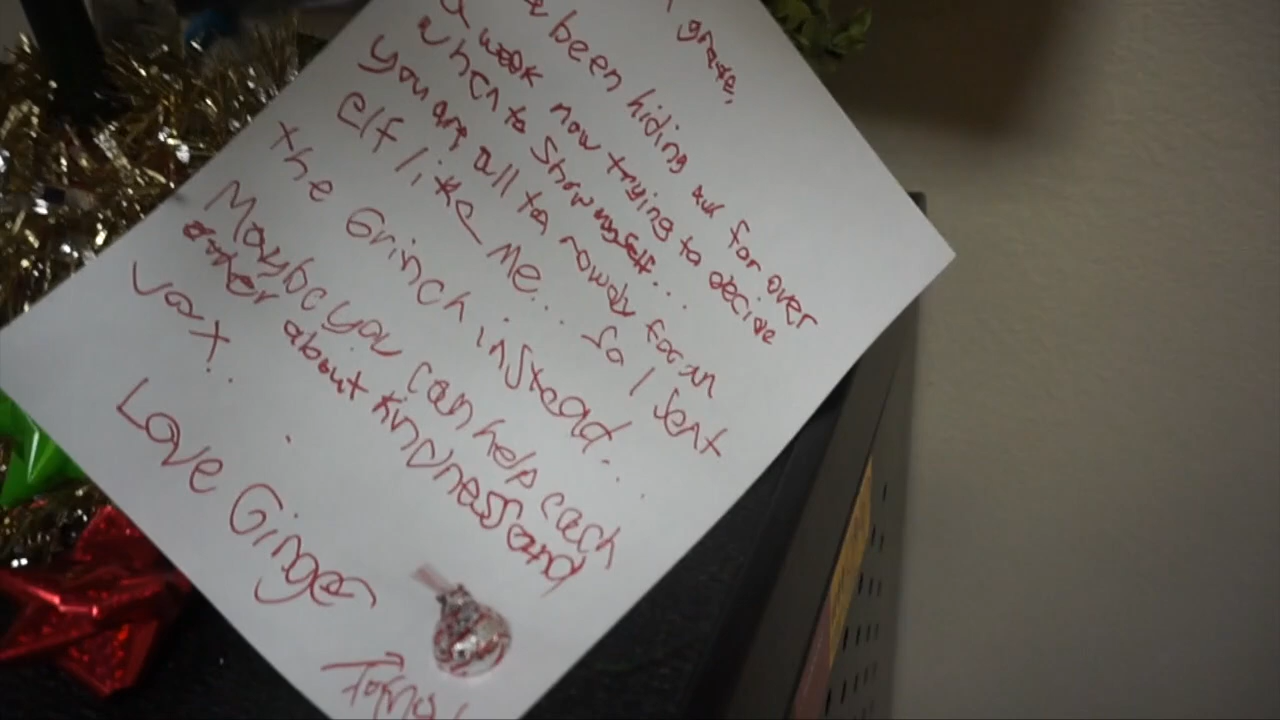 grade,
been hiding out for over
a week now trying to decide
when to show myself...
you are all to rowdy for an
elf like me... So I sent
the Grinch instead....
Maybe you can help each
other about kindness and
Love Ginger